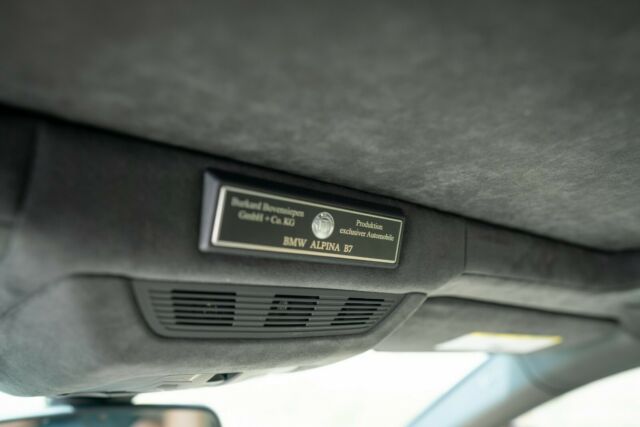 Burkard Bovensiepen
GmbH + Co. KG
Produktion
exclusiver Automobile
BMW ALPINA B7